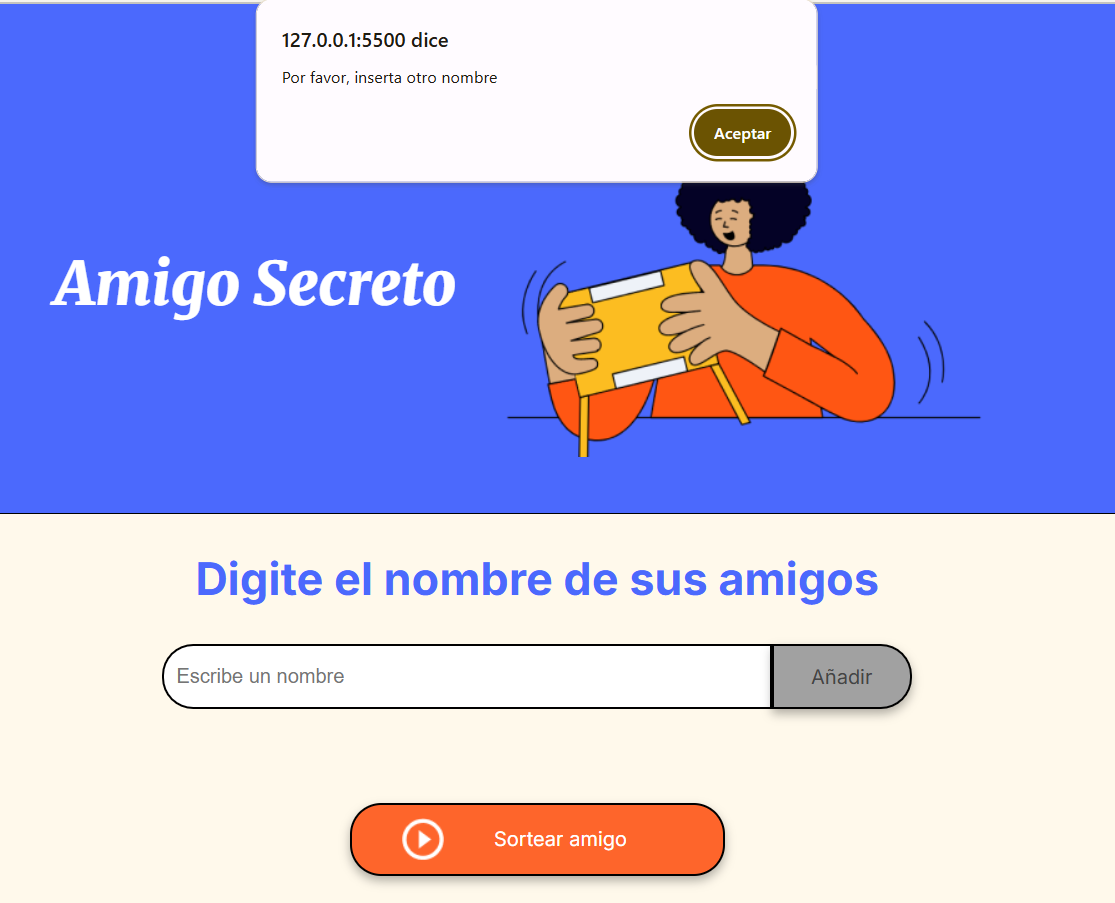 127.0.0.1:5500 dice
Por favor, inserta otro nombre
Aceptar
Amigo Secreto
Digite el nombre de sus amigos
Escribe un nombre
Añadir
Sortear amigo